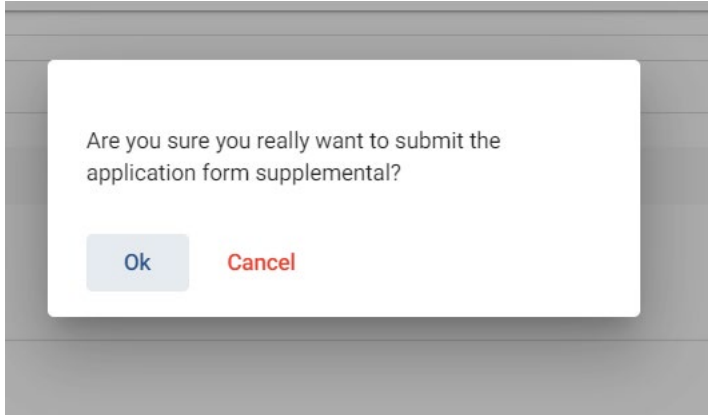 Are you sure you really want to submit the
application form supplemental?
Ok Cancel